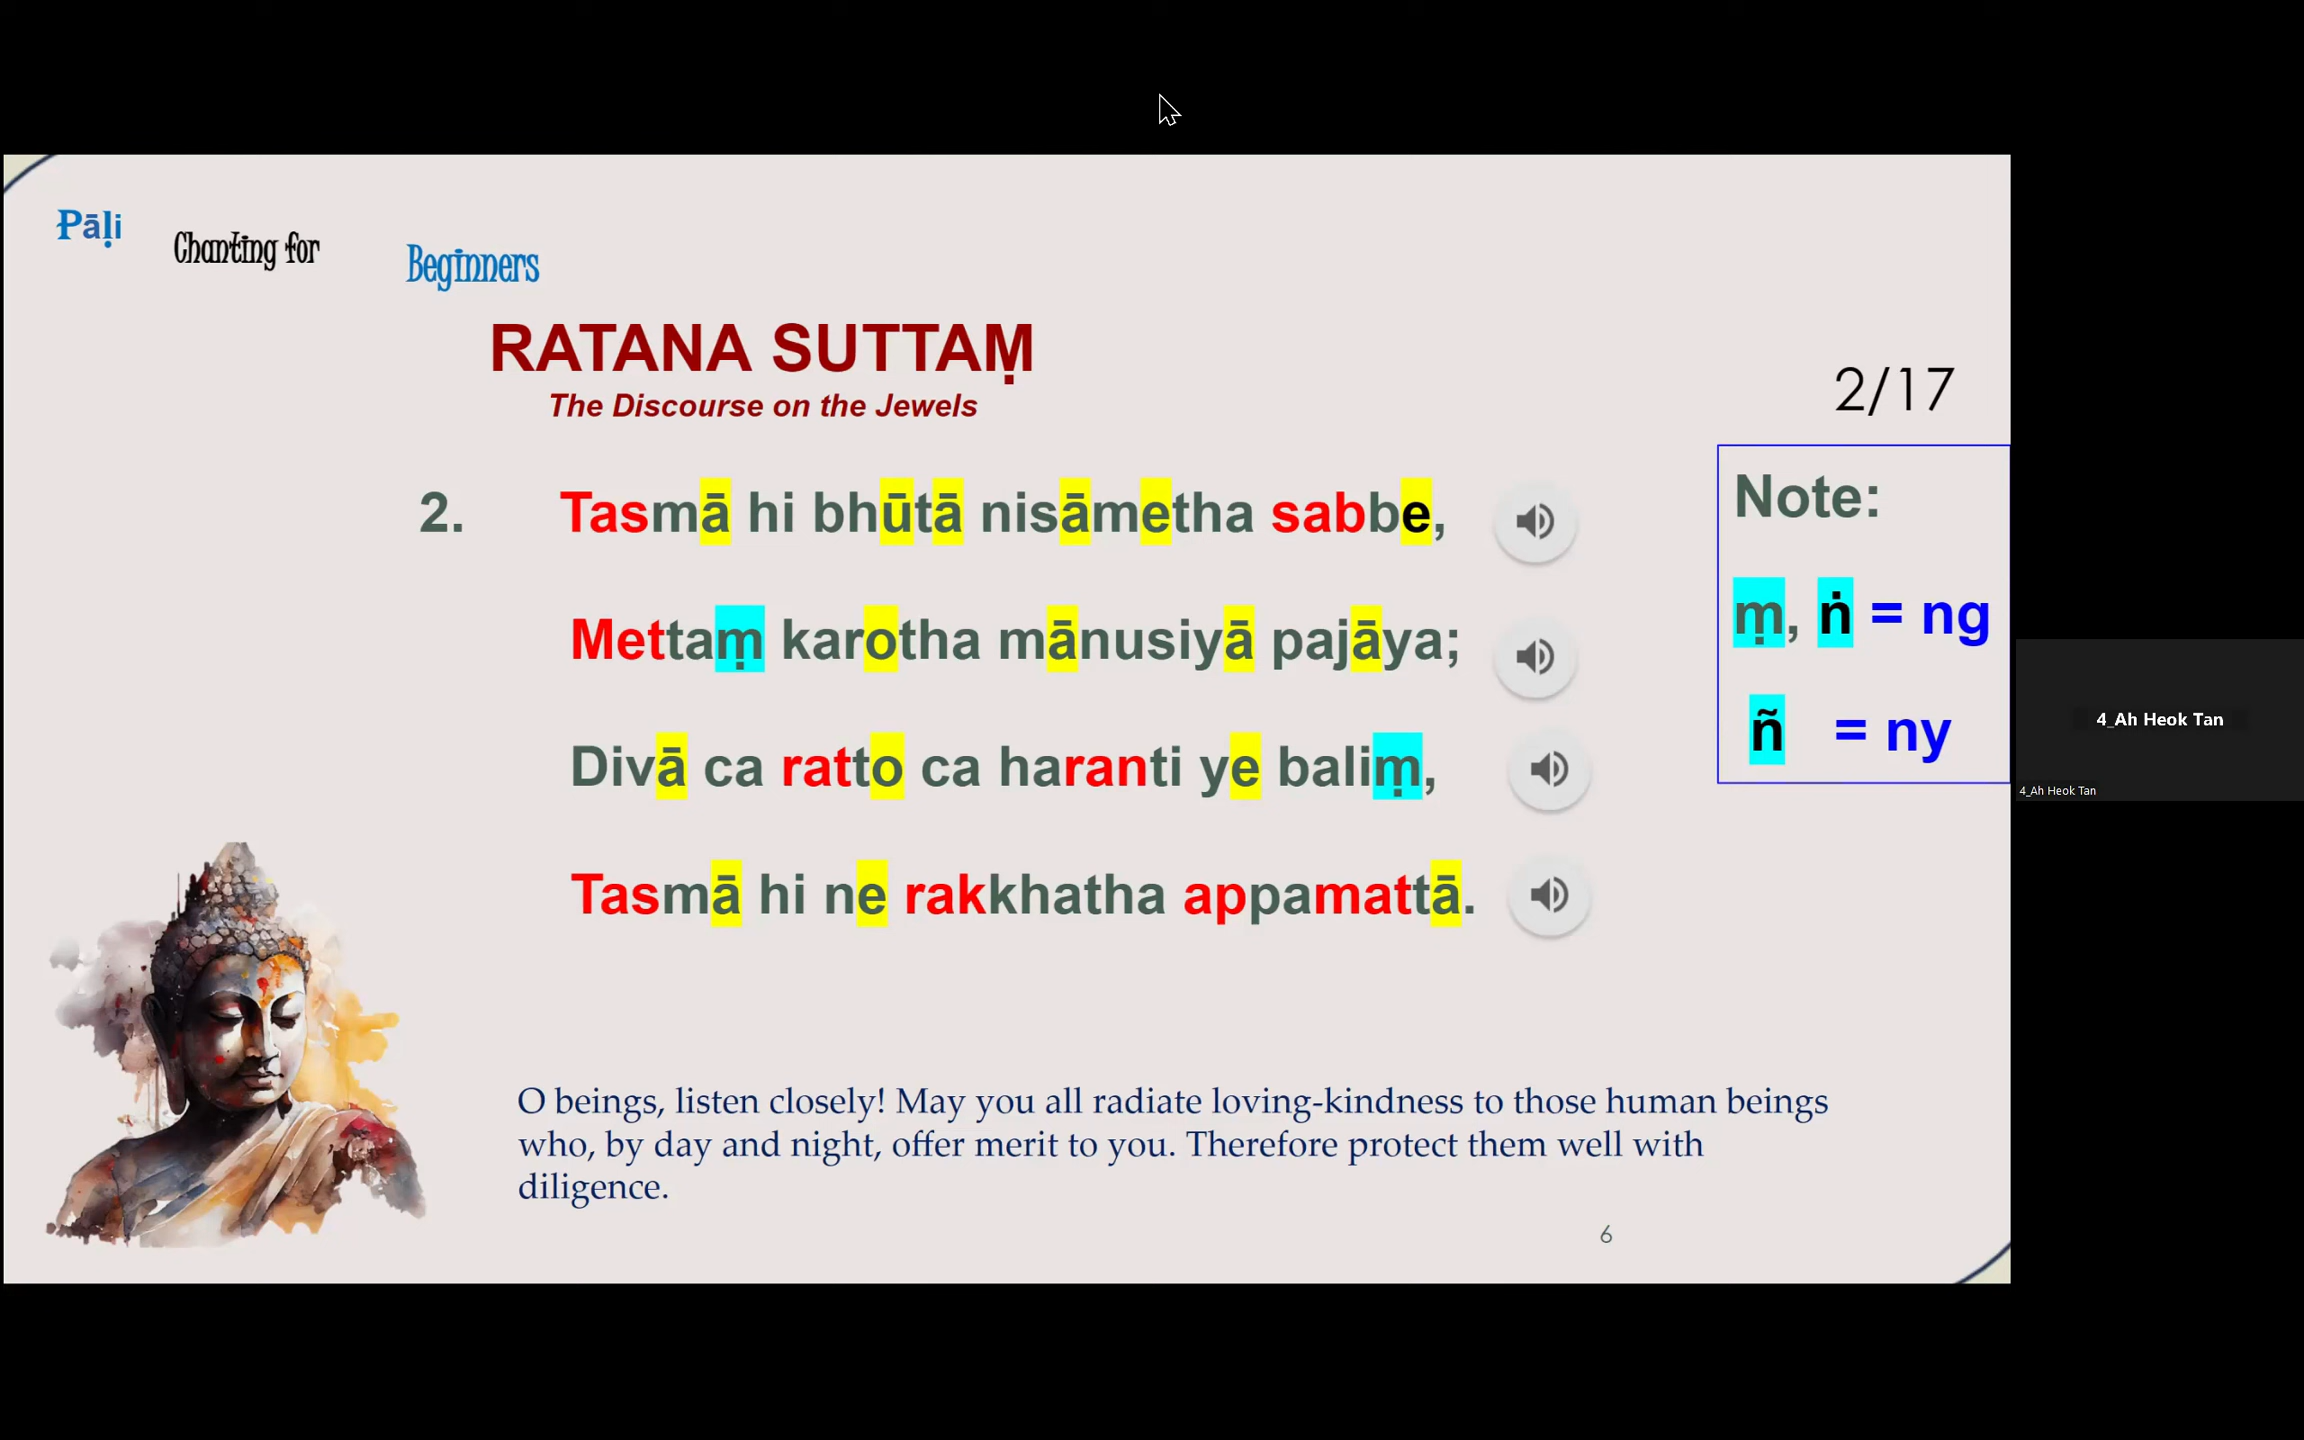 Pāḷi Chanting for Beginners
RATANA SUTTAṂ
The Discourse on the Jewels
2/17
2. Tasmā hi bhūtā nisāmetha sabbe,
Mettaṃ karotha mānusiyā pajāya;
Divā ca ratto ca haranti ye baliṃ,
Tasmā hi ne rakkhatha appamattā.
Note:
ṃ, ṅ = ng
ñ = ny
4_Ah Heok Tan
4_Ah Heok Tan
O beings, listen closely! May you all radiate loving-kindness to those human beings
who, by day and night, offer merit to you. Therefore protect them well with
diligence.
6